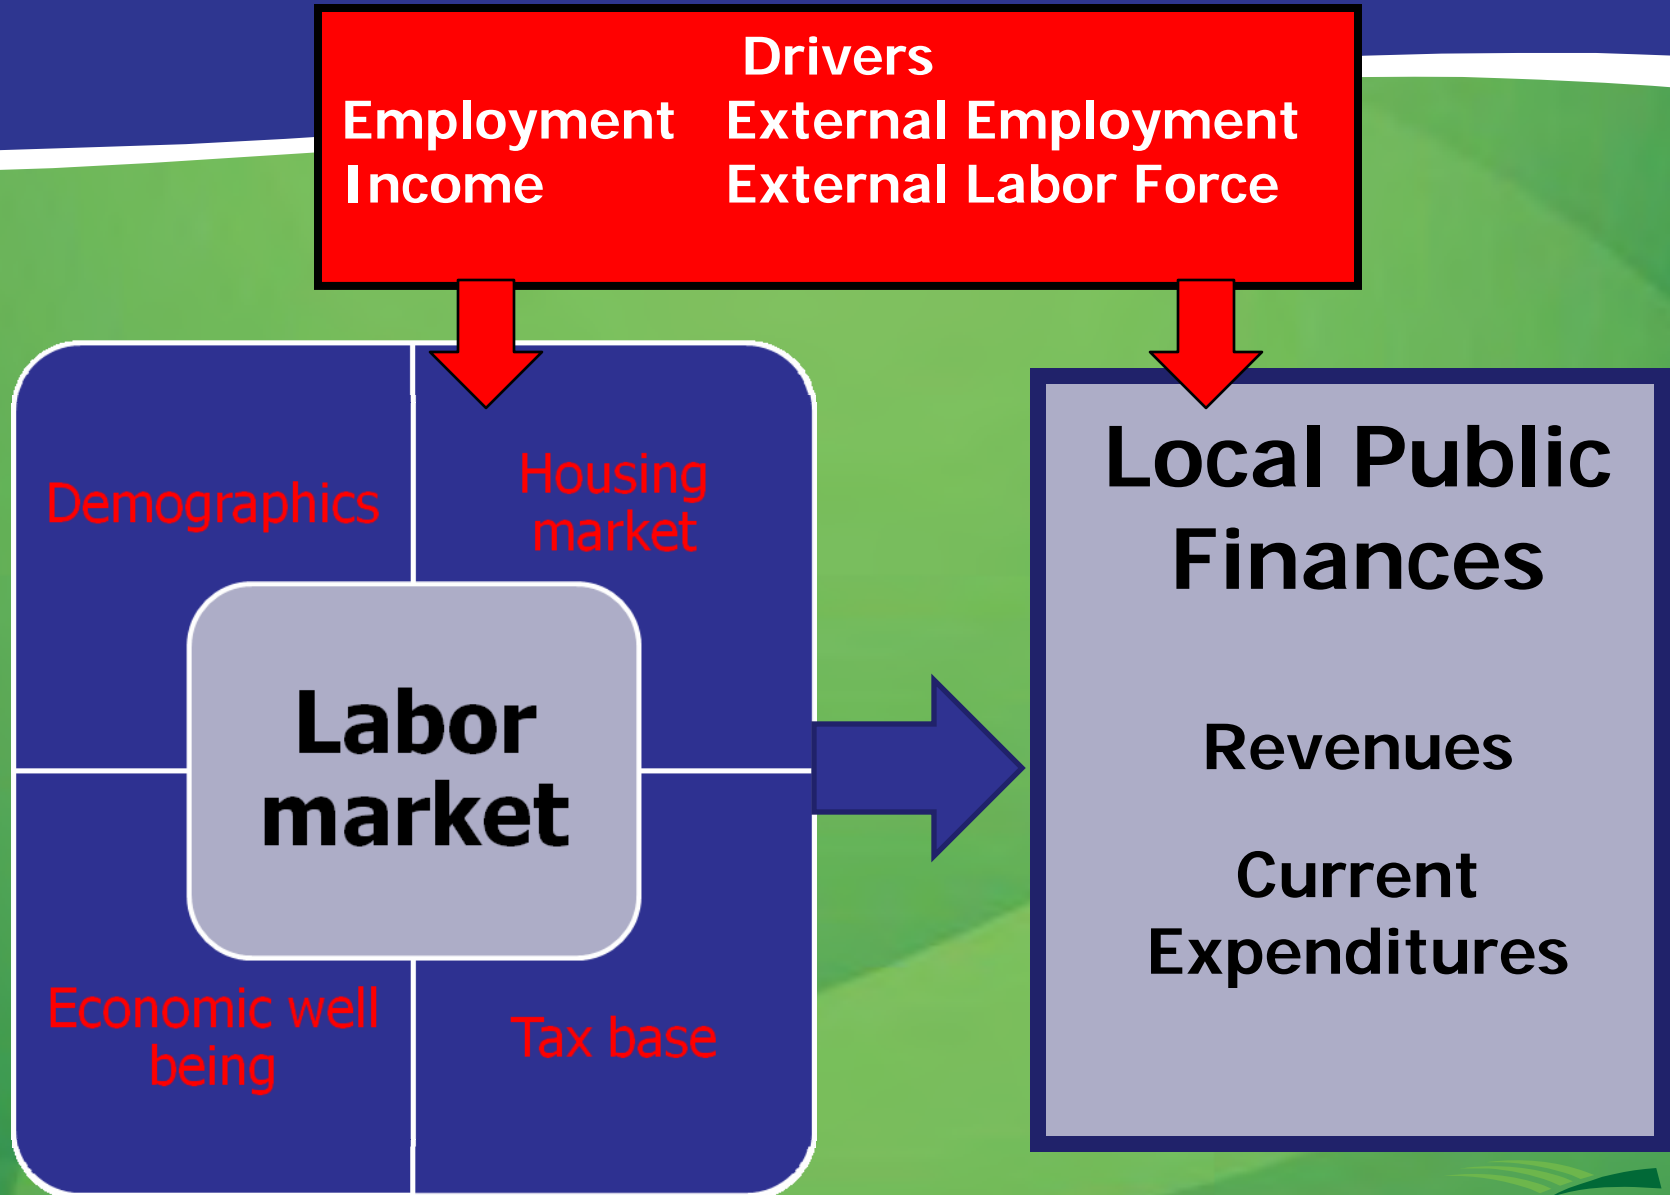 Drivers
Employment External Employment
Income External Labor Force
Demographics
Housing
market
Labor
market
Economic well
being
Tax base
Local Public
Finances
Revenues
Current
Expenditures